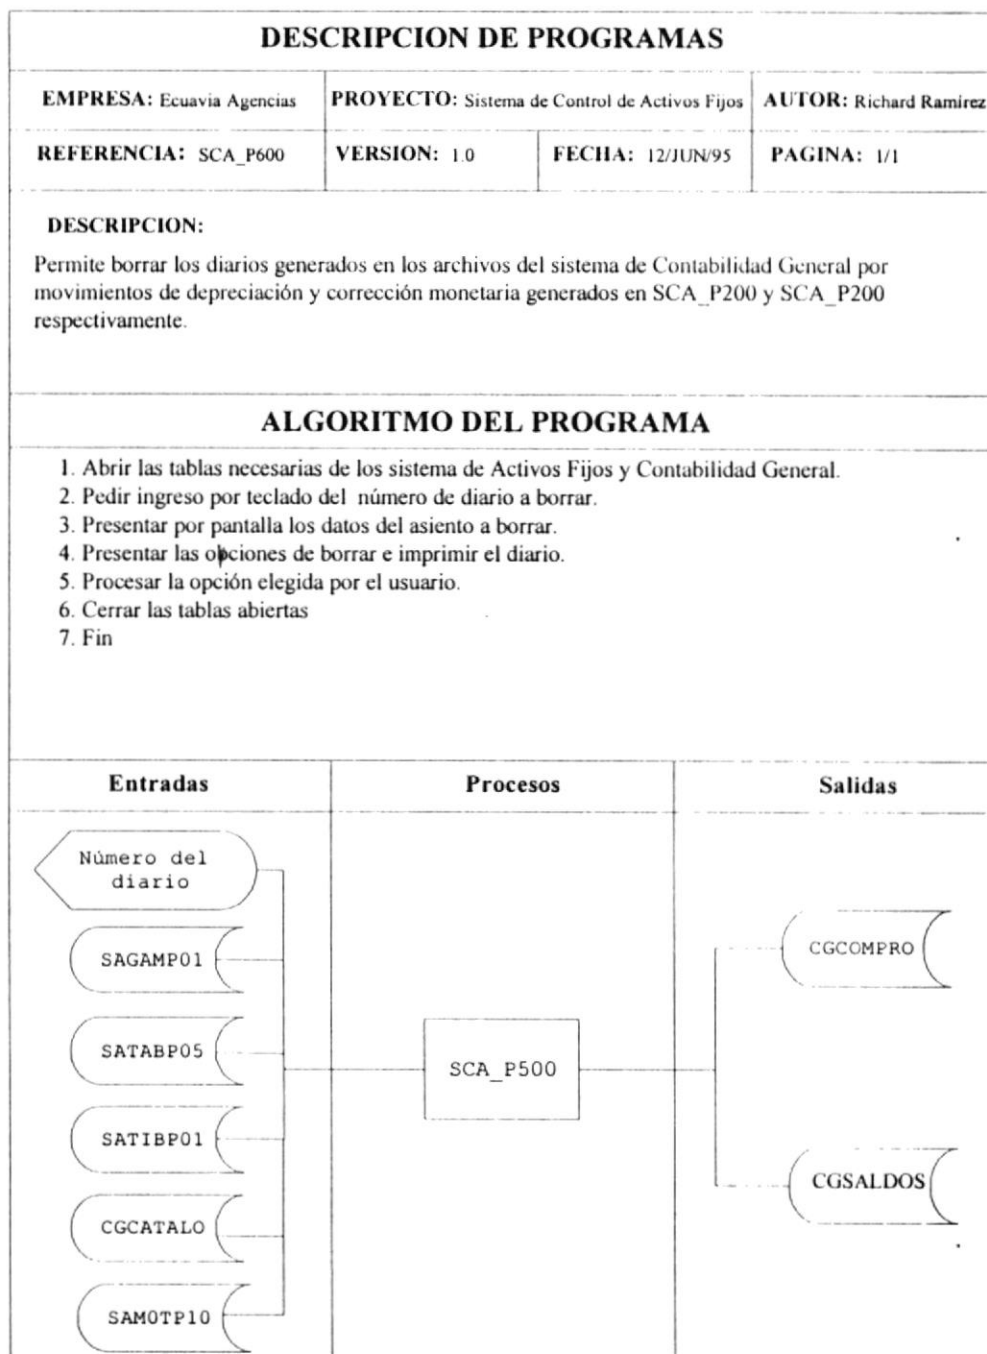 DESCRIPCION DE PROGRAMAS
EMPRESA: Ecuavia Agencias
PROYECTO: Sistema de Control de Activos Fijos
AUTOR: Richard Ramírez
REFERENCIA: SCA_P600
VERSION: 1.0
FECHA: 12/JUN/95
PAGINA: 1/1
DESCRIPCION:
Permite borrar los diarios generados en los archivos del sistema de Contabilidad General por
movimientos de depreciación y corrección monetaria generados en SCA_P200 y SCA_P200
respectivamente.
ALGORITMO DEL PROGRAMA
1. Abrir las tablas necesarias de los sistema de Activos Fijos y Contabilidad General.
2. Pedir ingreso por teclado del número de diario a borrar.
3. Presentar por pantalla los datos del asiento a borrar.
4. Presentar las opciones de borrar e imprimir el diario.
5. Procesar la opción elegida por el usuario.
6. Cerrar las tablas abiertas
7. Fin
Entradas
Procesos
Salidas
Número del
diario
SAGAMP01
SATABP05
SATIBP01
CGCATALO
SAMOTP10
SCA_P500
CGCOMPRO
CGSALDOS